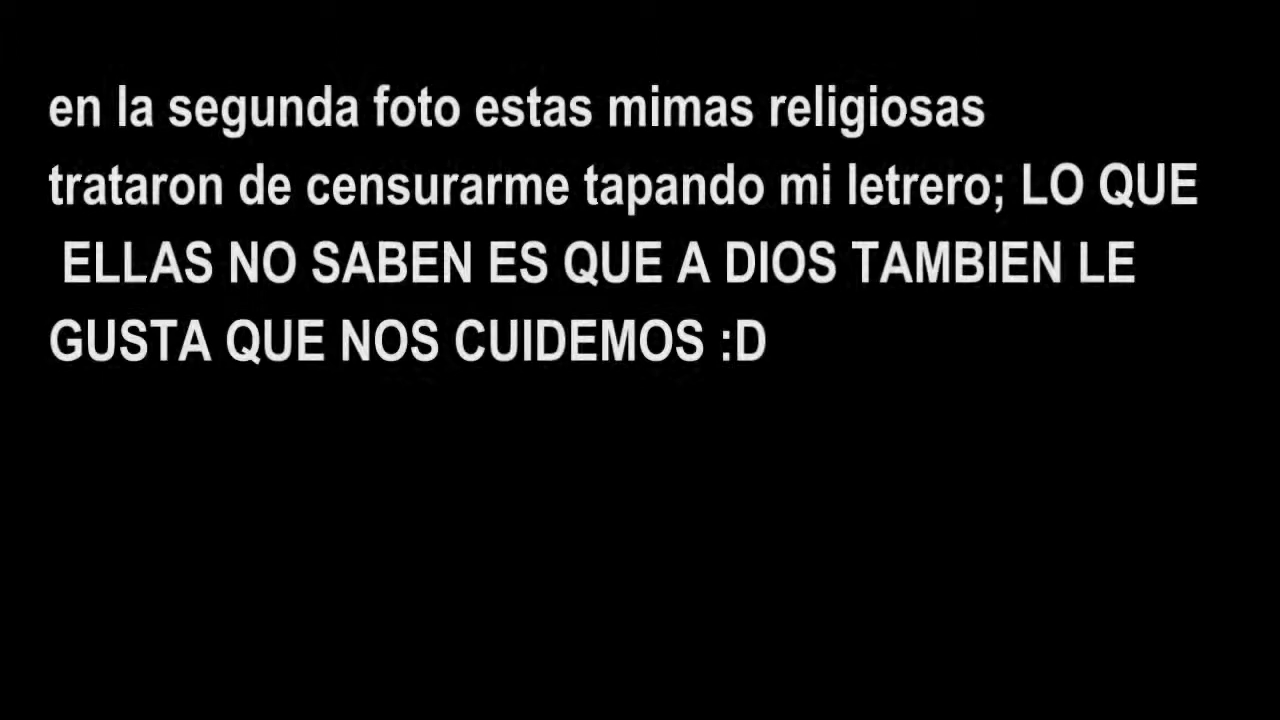 en la segunda foto estas mimas religiosas
trataron de censurarme tapando mi letrero; LO QUE
ELLAS NO SABEN ES QUE A DIOS TAMBIEN LE
GUSTA QUE NOS CUIDEMOS :D